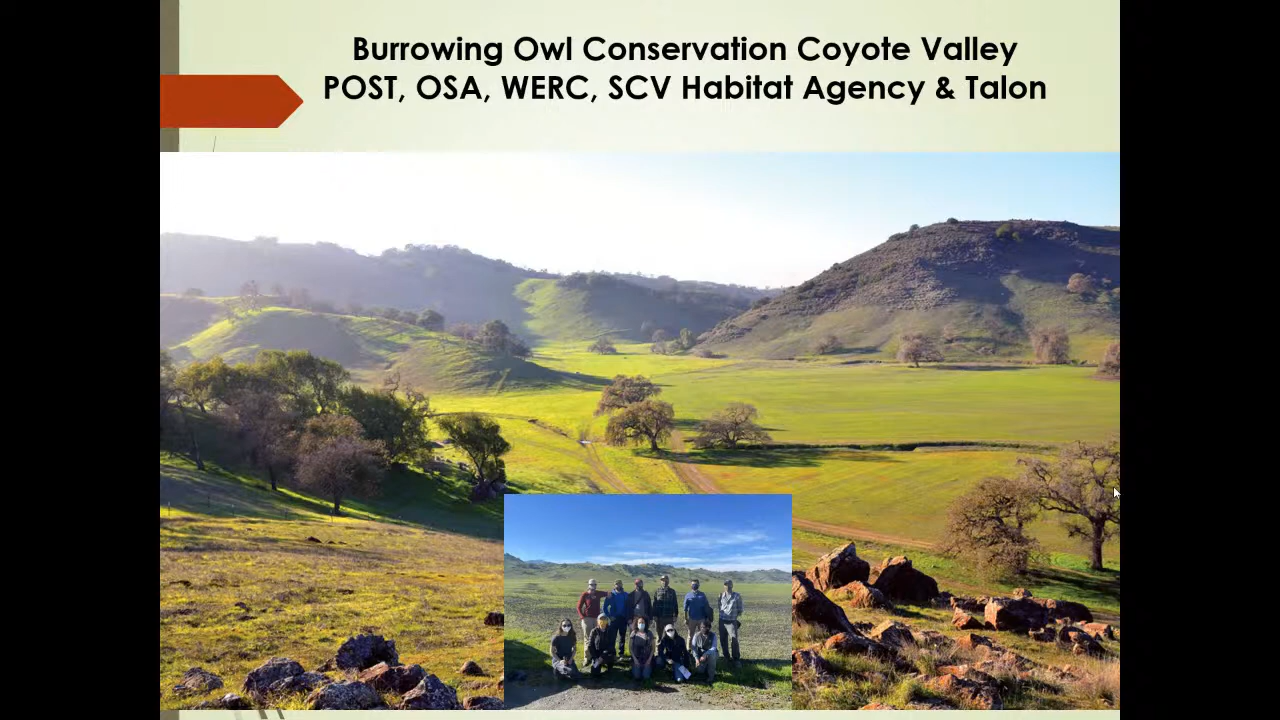 Burrowing Owl Conservation Coyote Valley
POST, OSA, WERC, SCV Habitat Agency & Talon